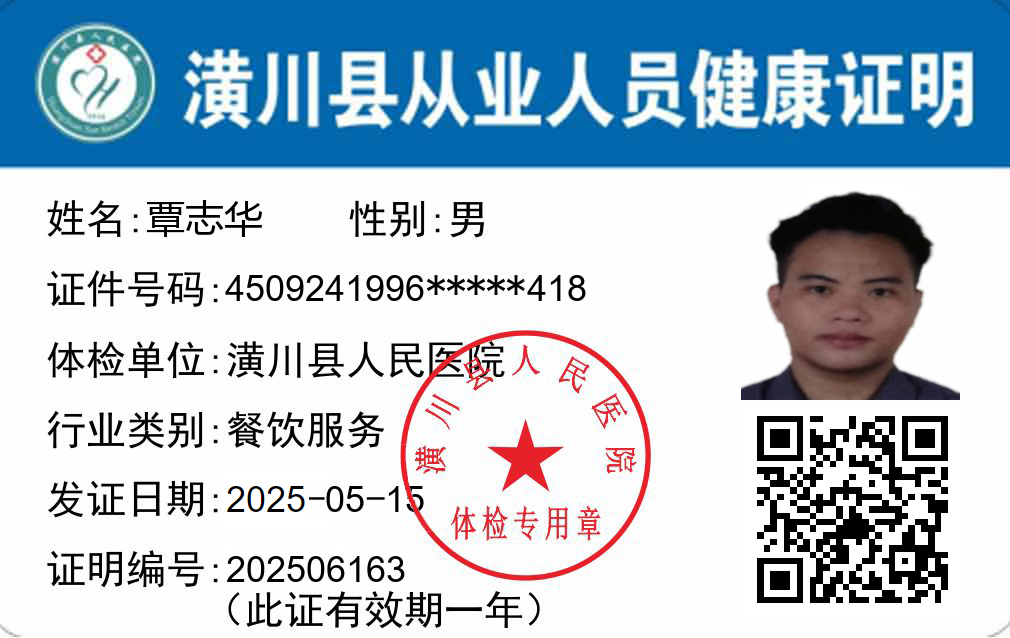 潢川县从业人员健康证明
姓名:覃志华 性别:男
证件号码:4509241996*****418
体检单位:潢川县人民医院
行业类别:餐饮服务
发证日期:2025-05-15
证明编号:202506163
（此证有效期一年）
潢川县人民医院
体检专用章